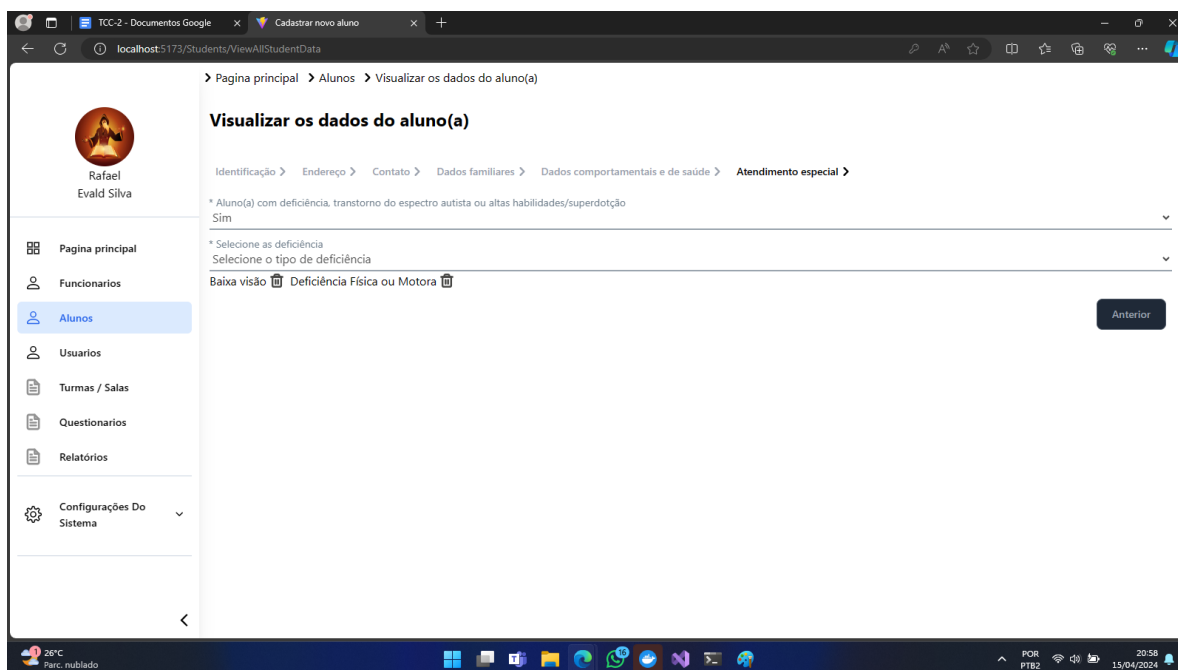 TCC-2 - Documentos Google
Cadastrar novo aluno
localhost:5173/Students/ViewAllStudentData
Pagina principal Alunos Visualizar os dados do aluno(a)
Visualizar os dados do aluno(a)
Rafael
Evald Silva
Identificação Endereço Contato Dados familiares Dados comportamentais e de saúde Atendimento especial
* Aluno(a) com deficiência, transtorno do espectro autista ou altas habilidades/superdotção
Sim
* Selecione as deficiência
Selecione o tipo de deficiência
Baixa visão Deficiência Física ou Motora
Anterior
Pagina principal
Funcionarios
Alunos
Usuarios
Turmas / Salas
Questionarios
Relatórios
Configurações Do
Sistema
1
26°C
Parc. nublado
16
POR
PTB2
20:58
15/04/2024